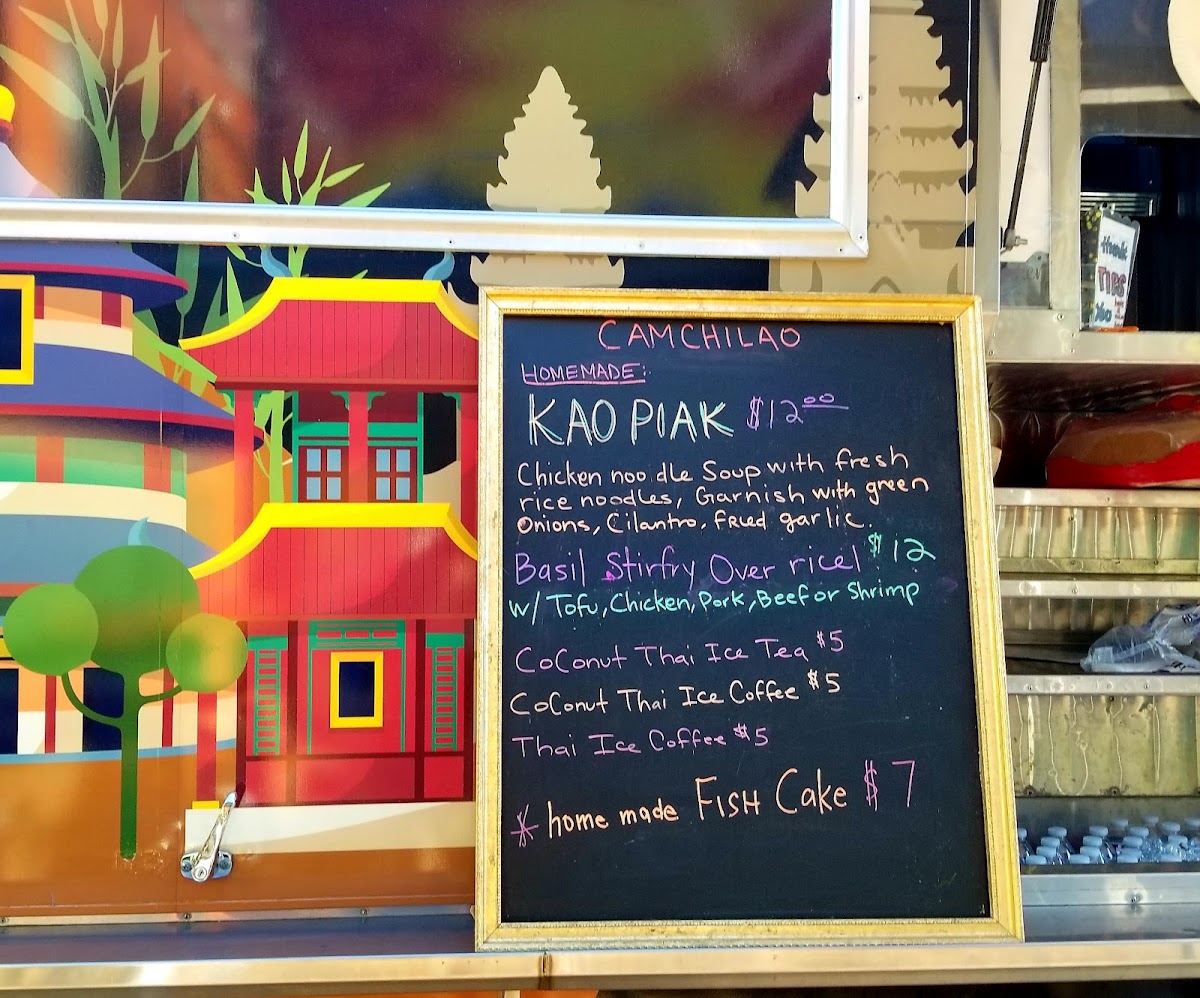 CAMCHILAO
HOMEMADE:
KAO PIAK $12.00
Chicken noodle Soup with fresh
rice noodles, Garnish with green
Onions, Cilantro, fried garlic.
Basil Stirfry Over rice! $12
w/ Tofu, Chicken, Pork, Beef or Shrimp
CoConut Thai Ice Tea $5
CoConut Thai Ice Coffee $5
Thai Ice Coffee $5
* home made FISH Cake $7
TIPS